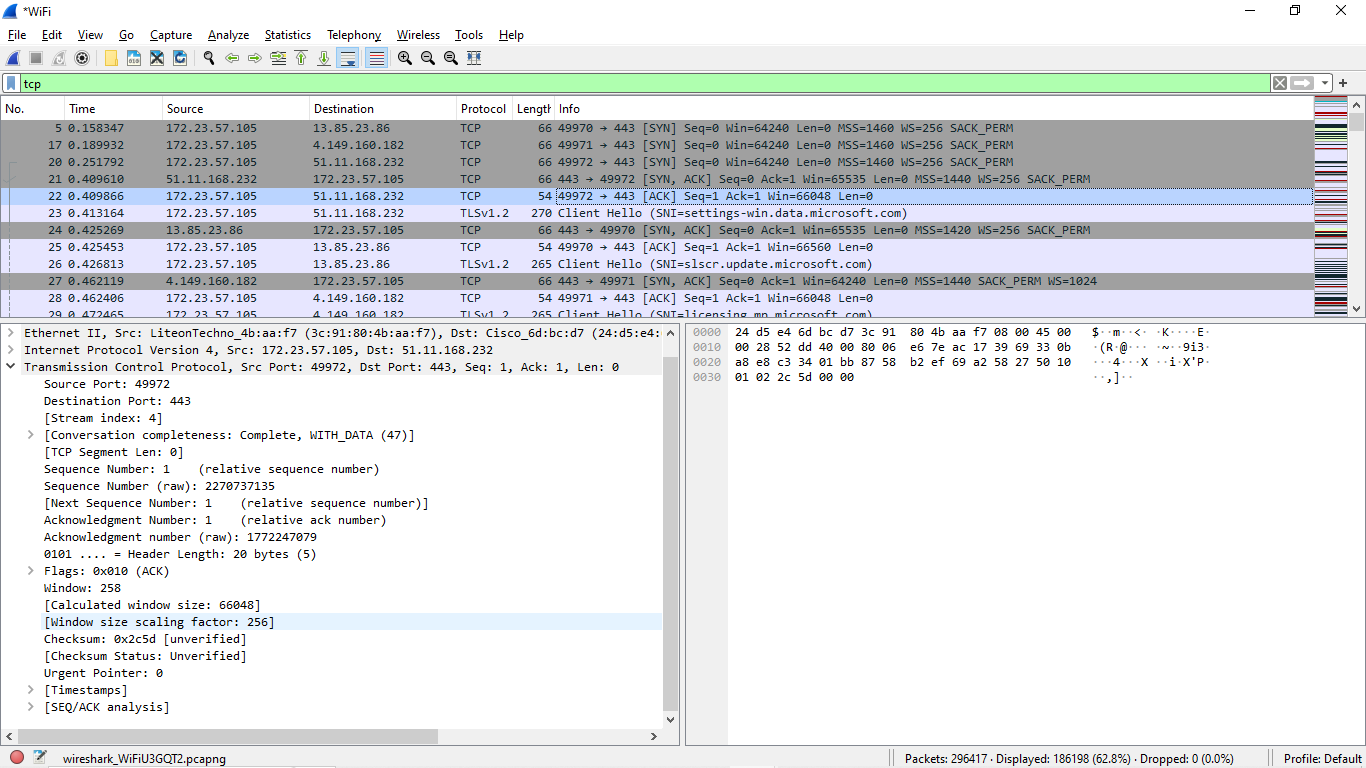 *WiFi
File Edit View Go Capture Analyze Statistics Telephony Wireless Tools Help
tcp
No. Time Source Destination Protocol Length Info
5 0.158347 172.23.57.105 13.85.23.86 TCP 66 49970 → 443 [SYN] Seq=0 Win=64240 Len=0 MSS=1460 WS=256 SACK_PERM
17 0.189932 172.23.57.105 4.149.160.182 TCP 66 49971 → 443 [SYN] Seq=0 Win=64240 Len=0 MSS=1460 WS=256 SACK_PERM
20 0.251792 172.23.57.105 51.11.168.232 TCP 66 49972 → 443 [SYN] Seq=0 Win=64240 Len=0 MSS=1460 WS=256 SACK_PERM
21 0.409610 51.11.168.232 172.23.57.105 TCP 66 443 → 49972 [SYN, ACK] Seq=0 Ack=1 Win=65535 Len=0 MSS=1440 WS=256 SACK_PERM
22 0.409866 172.23.57.105 51.11.168.232 TCP 54 49972 → 443 [ACK] Seq=1 Ack=1 Win=66048 Len=0
23 0.413164 172.23.57.105 51.11.168.232 TLSv1.2 270 Client Hello (SNI=settings-win.data.microsoft.com)
24 0.425269 13.85.23.86 172.23.57.105 TCP 66 443 → 49970 [SYN, ACK] Seq=0 Ack=1 Win=65535 Len=0 MSS=1420 WS=256 SACK_PERM
25 0.425453 172.23.57.105 13.85.23.86 TCP 54 49970 → 443 [ACK] Seq=1 Ack=1 Win=66560 Len=0
26 0.426813 172.23.57.105 13.85.23.86 TLSv1.2 265 Client Hello (SNI=slscr.update.microsoft.com)
27 0.462119 4.149.160.182 172.23.57.105 TCP 66 443 → 49971 [SYN, ACK] Seq=0 Ack=1 Win=64240 Len=0 MSS=1440 SACK_PERM WS=1024
28 0.462406 172.23.57.105 4.149.160.182 TCP 54 49971 → 443 [ACK] Seq=1 Ack=1 Win=66048 Len=0
29 0.472465 172.23.57.105 4.149.160.182 TLSv1.2 265 Client Hello (SNI=licensing.mp.microsoft.com)
Ethernet II, Src: LiteonTechno_4b:aa:f7 (3c:91:80:4b:aa:f7), Dst: Cisco_6d:bc:d7 (24:d5:e4:
Internet Protocol Version 4, Src: 172.23.57.105, Dst: 51.11.168.232
Transmission Control Protocol, Src Port: 49972, Dst Port: 443, Seq: 1, Ack: 1, Len: 0
Source Port: 49972
Destination Port: 443
[Stream index: 4]
[Conversation completeness: Complete, WITH_DATA (47)]
[TCP Segment Len: 0]
Sequence Number: 1 (relative sequence number)
Sequence Number (raw): 2270737135
[Next Sequence Number: 1 (relative sequence number)]
Acknowledgment Number: 1 (relative ack number)
Acknowledgment number (raw): 1772247079
0101 .... = Header Length: 20 bytes (5)
Flags: 0x010 (ACK)
Window: 258
[Calculated window size: 66048]
[Window size scaling factor: 256]
Checksum: 0x2c5d [unverified]
[Checksum Status: Unverified]
Urgent Pointer: 0
[Timestamps]
[SEQ/ACK analysis]
0000 24 d5 e4 6d bc d7 3c 91 80 4b aa f7 08 00 45 00 $··m··<· ·K····E·
0010 00 28 52 dd 40 00 80 06 e6 7e ac 17 39 69 33 0b ·(R·@··· ·~··9i3·
0020 a8 e8 c3 34 01 bb 87 58 b2 ef 69 a2 58 27 50 10 ···4···X ··i·X'P·
0030 01 02 2c 5d 00 00 ··,]··
wireshark_WiFiU3GQT2.pcapng
Packets: 296417 · Displayed: 186198 (62.8%) · Dropped: 0 (0.0%)
Profile: Default